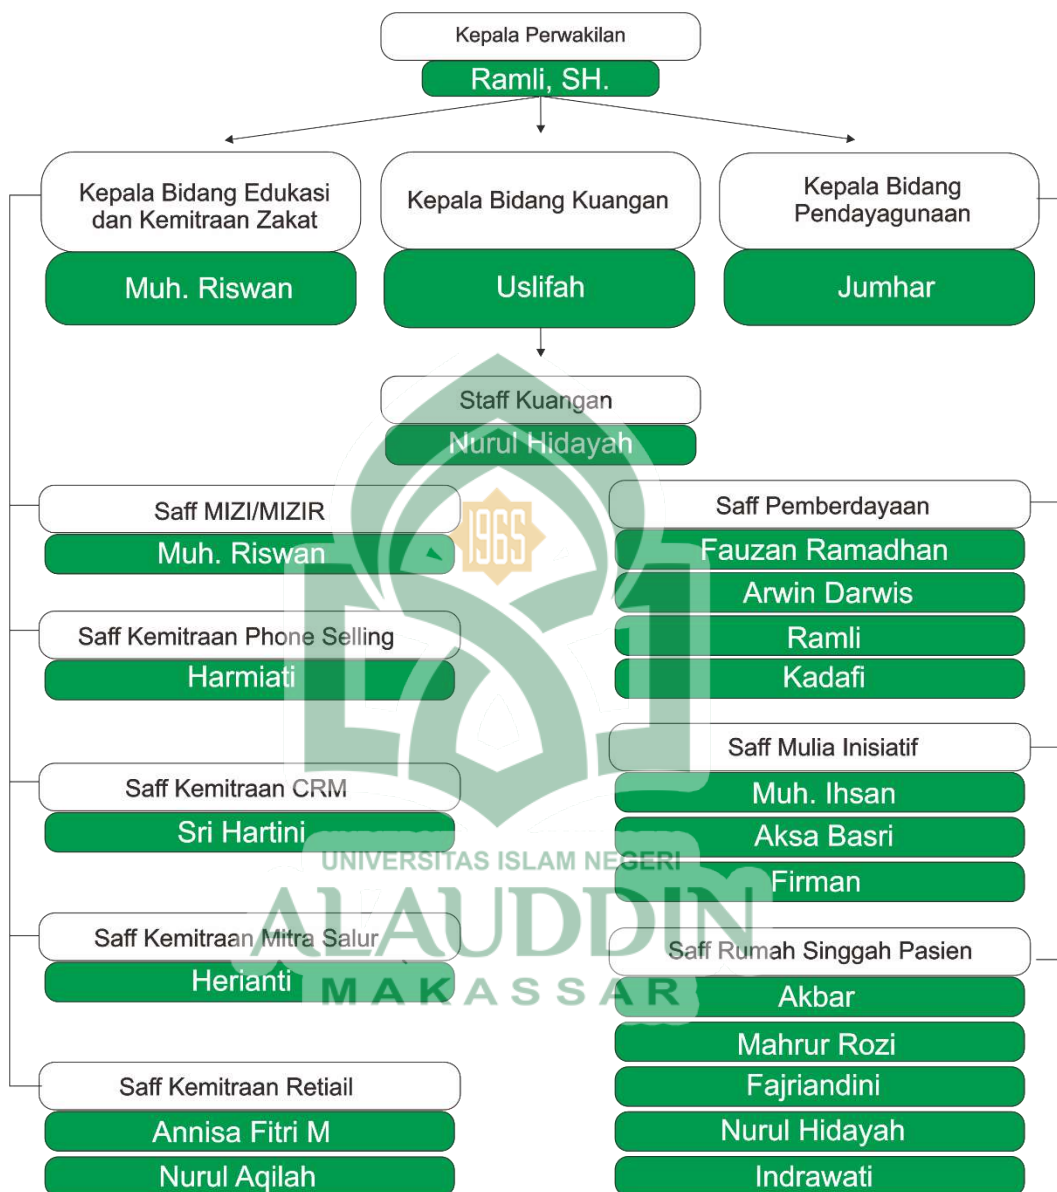 Kepala Perwakilan
Ramli, SH.
Kepala Bidang Edukasi
dan Kemitraan Zakat
Muh. Riswan
Kepala Bidang Kuangan
Uslifah
Kepala Bidang
Pendayagunaan
Jumhar
Staff Kuangan
Nurul Hidayah
Saff MIZI/MIZIR
Muh. Riswan
Saff Kemitraan Phone Selling
Harmiati
Saff Kemitraan CRM
Sri Hartini
Saff Kemitraan Mitra Salur
Herianti
Saff Kemitraan Retiail
Annisa Fitri M
Nurul Aqilah
Saff Pemberdayaan
Fauzan Ramadhan
Arwin Darwis
Ramli
Kadafi
Saff Mulia Inisiatif
Muh. Ihsan
Aksa Basri
Firman
Saff Rumah Singgah Pasien
Akbar
Mahrur Rozi
Fajriandini
Nurul Hidayah
Indrawati
1965
UNIVERSITAS ISLAM NEGERI
ALAUDDIN
MAKASSAR